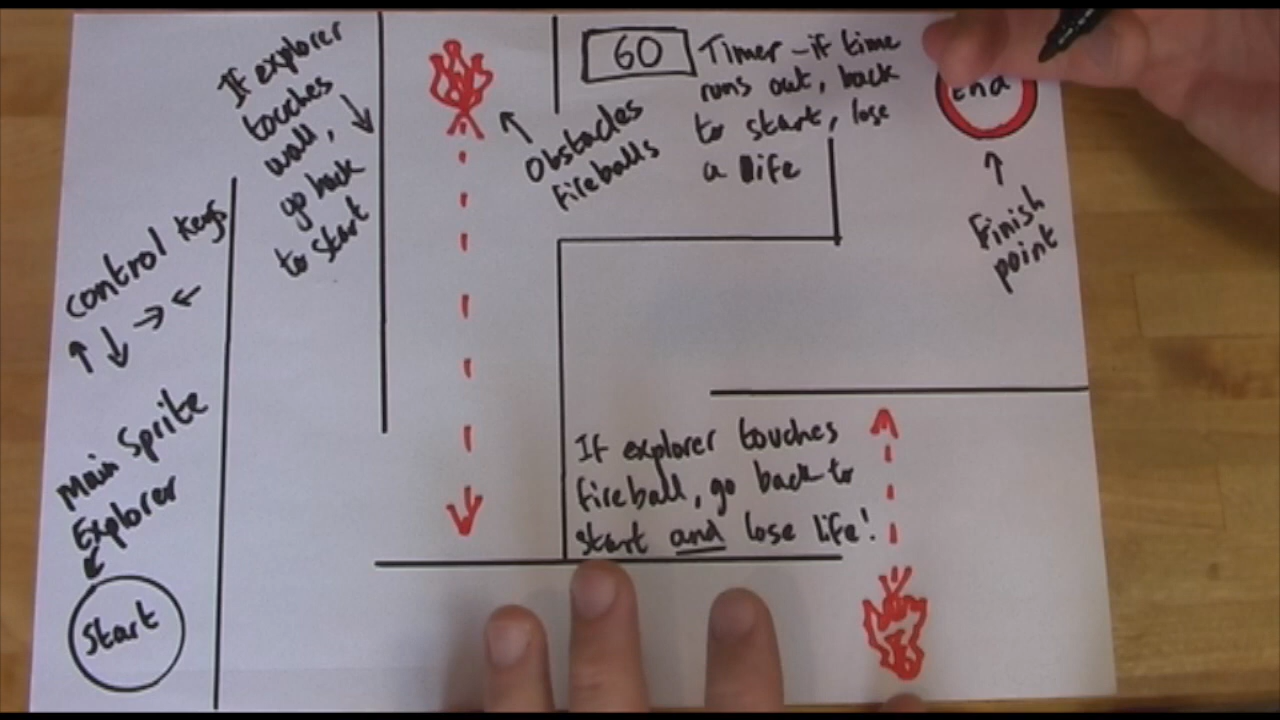 If explorer
touches
wall,
go back
to start
60
Timer - if time
runs out, back
to start, lose
a life
Obstacles
Fireballs
End
Finish
point
Control Keys
Main Sprite
Explorer
Start
If explorer touches
fireball, go back to
start and lose life!